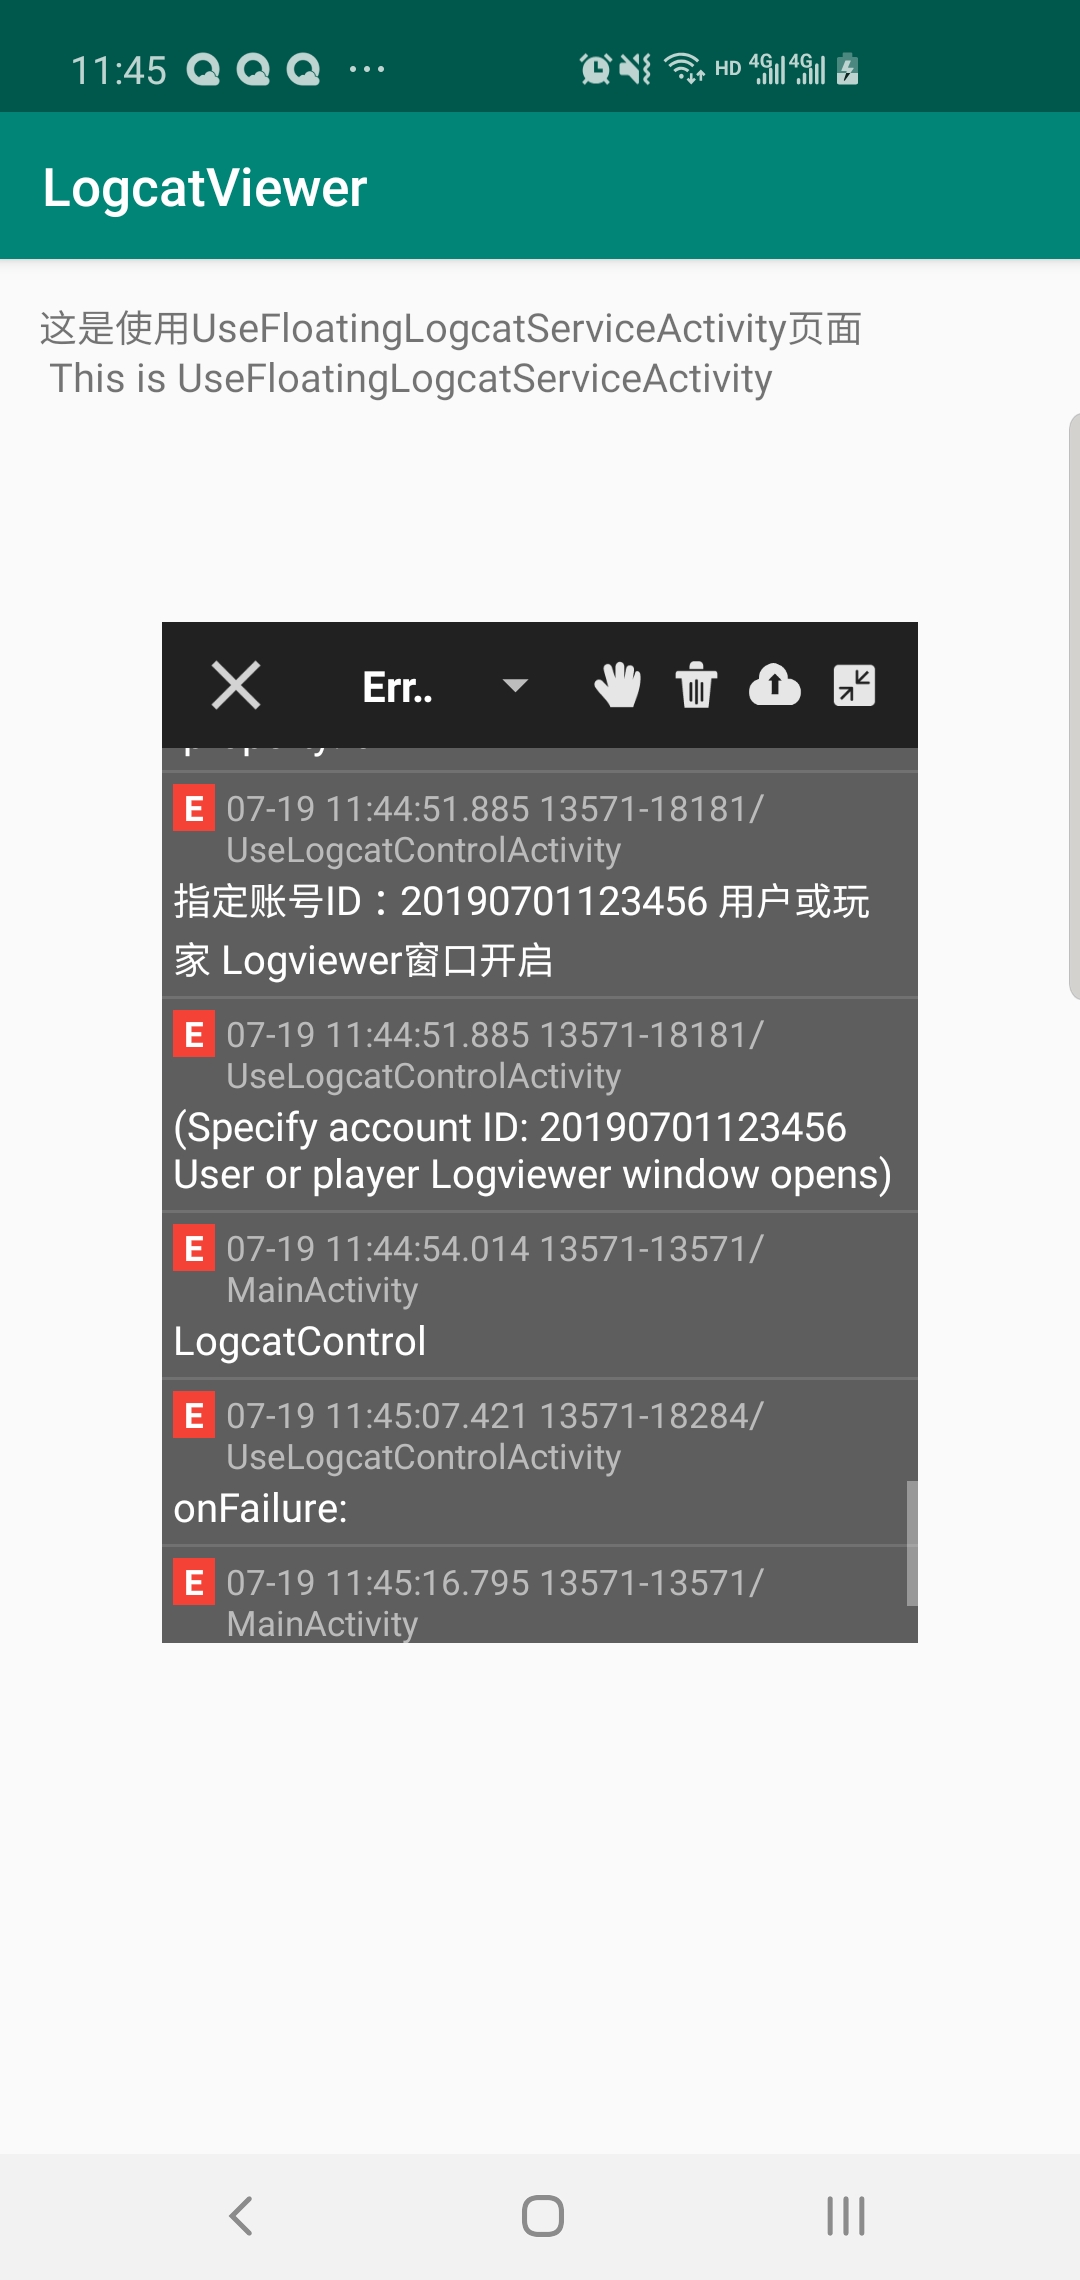 11:45
HD 4G 4G
LogcatViewer
这是使用UseFloatingLogcatServiceActivity页面
This is UseFloatingLogcatServiceActivity
Err..
E 07-19 11:44:51.885 13571-18181/
UseLogcatControlActivity
指定账号ID：20190701123456 用户或玩
家 Logviewer窗口开启
E 07-19 11:44:51.885 13571-18181/
UseLogcatControlActivity
(Specify account ID: 20190701123456
User or player Logviewer window opens)
E 07-19 11:44:54.014 13571-13571/
MainActivity
LogcatControl
E 07-19 11:45:07.421 13571-18284/
UseLogcatControlActivity
onFailure:
E 07-19 11:45:16.795 13571-13571/
MainActivity